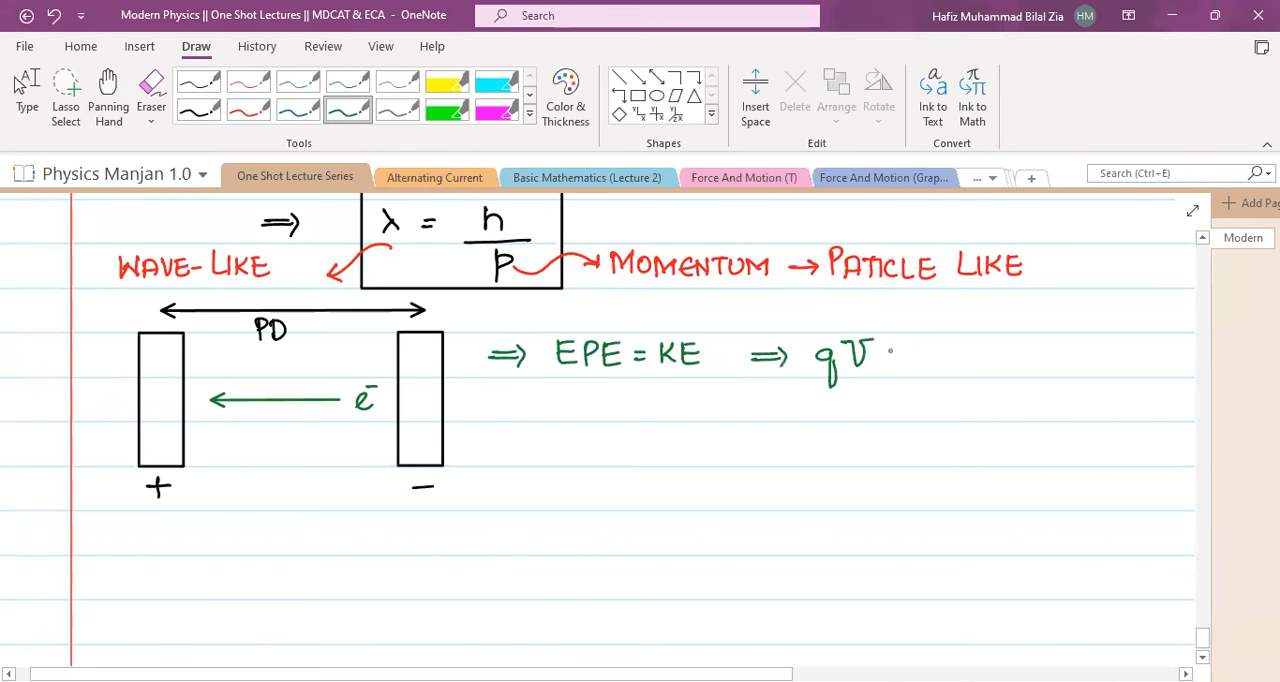 Modern Physics || One Shot Lectures || MDCAT & ECA - OneNote
Search
Hafiz Muhammad Bilal Zia HM
File Home Insert Draw History Review View Help
Type Lasso Select Panning Hand Eraser Color & Thickness Insert Space Delete Arrange Rotate Ink to Text Ink to Math
Tools Shapes Edit Convert
Physics Manjan 1.0 One Shot Lecture Series Alternating Current Basic Mathematics (Lecture 2) Force And Motion (T) Force And Motion (Grap... ... Search (Ctrl+E)
Add Pag
Modern
⇒ λ = h / P
WAVE-LIKE MOMENTUM → PATICLE LIKE
PD
⇒ EPE = KE ⇒ qV
e⁻
+ −